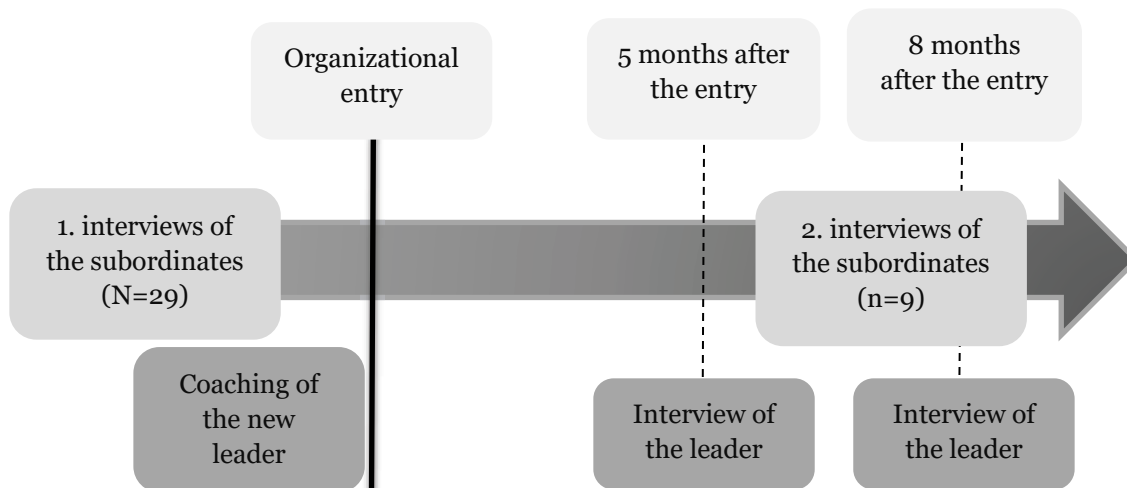 Organizational
entry
5 months after
the entry
8 months
after the entry
1. interviews of
the subordinates
(N=29)
2. interviews of
the subordinates
(n=9)
Coaching of
the new
leader
Interview of
the leader
Interview of
the leader